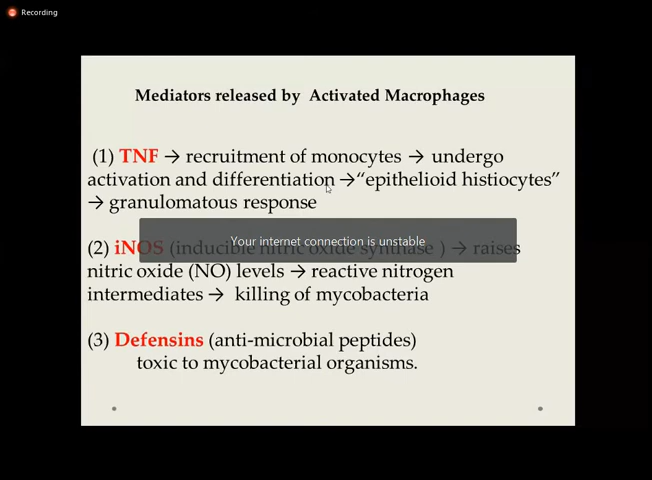 Recording
Mediators released by Activated Macrophages
(1) TNF → recruitment of monocytes → undergo
activation and differentiation →“epithelioid histiocytes”
→ granulomatous response
Your internet connection is unstable
(2) iNOS (inducible nitric oxide synthase ) → raises
nitric oxide (NO) levels → reactive nitrogen
intermediates → killing of mycobacteria
(3) Defensins (anti-microbial peptides)
toxic to mycobacterial organisms.